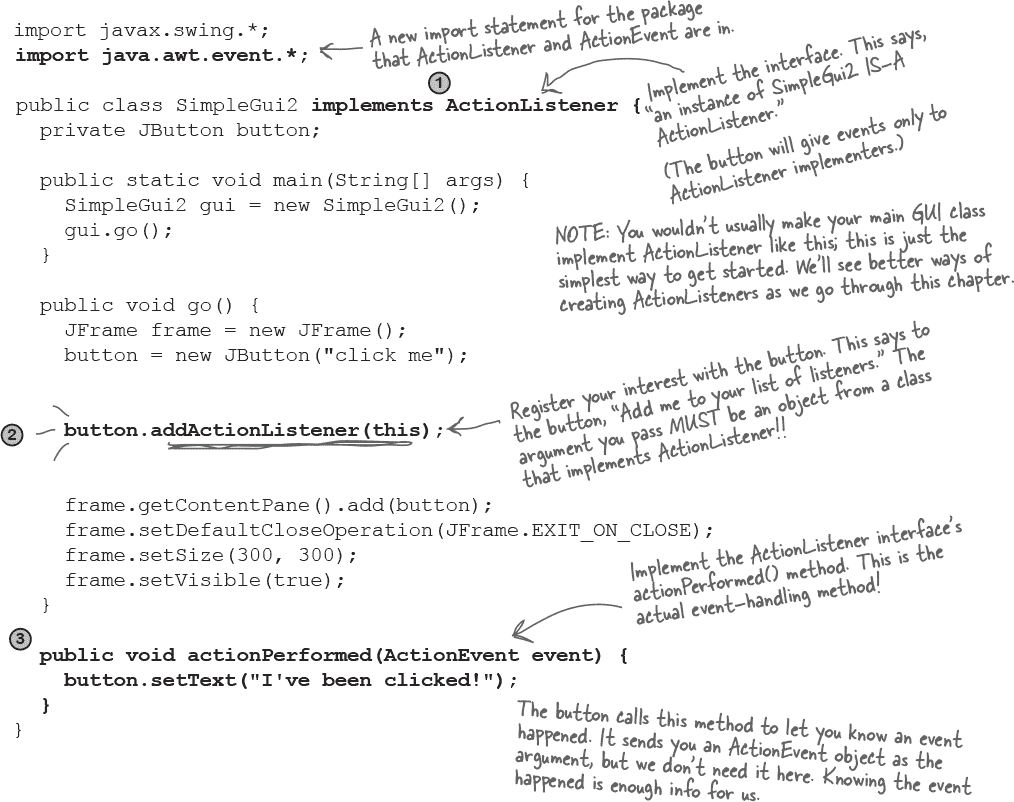 import javax.swing.*;
import java.awt.event.*;
A new import statement for the package
that ActionListener and ActionEvent are in.
1
public class SimpleGui2 implements ActionListener {
private JButton button;
Implement the interface. This says,
“an instance of SimpleGui2 IS-A
ActionListener.”
(The button will give events only to
ActionListener implementers.)
public static void main(String[] args) {
SimpleGui2 gui = new SimpleGui2();
gui.go();
}
NOTE: You wouldn’t usually make your main GUI class
implement ActionListener like this; this is just the
simplest way to get started. We’ll see better ways of
creating ActionListeners as we go through this chapter.
public void go() {
JFrame frame = new JFrame();
button = new JButton("click me");
2
button.addActionListener(this);
Register your interest with the button. This says to
the button, “Add me to your list of listeners.” The
argument you pass MUST be an object from a class
that implements ActionListener!!
frame.getContentPane().add(button);
frame.setDefaultCloseOperation(JFrame.EXIT_ON_CLOSE);
frame.setSize(300, 300);
frame.setVisible(true);
}
Implement the ActionListener interface’s
actionPerformed() method. This is the
actual event-handling method!
3
public void actionPerformed(ActionEvent event) {
button.setText("I've been clicked!");
}
}
The button calls this method to let you know an event
happened. It sends you an ActionEvent object as the
argument, but we don’t need it here. Knowing the event
happened is enough info for us.